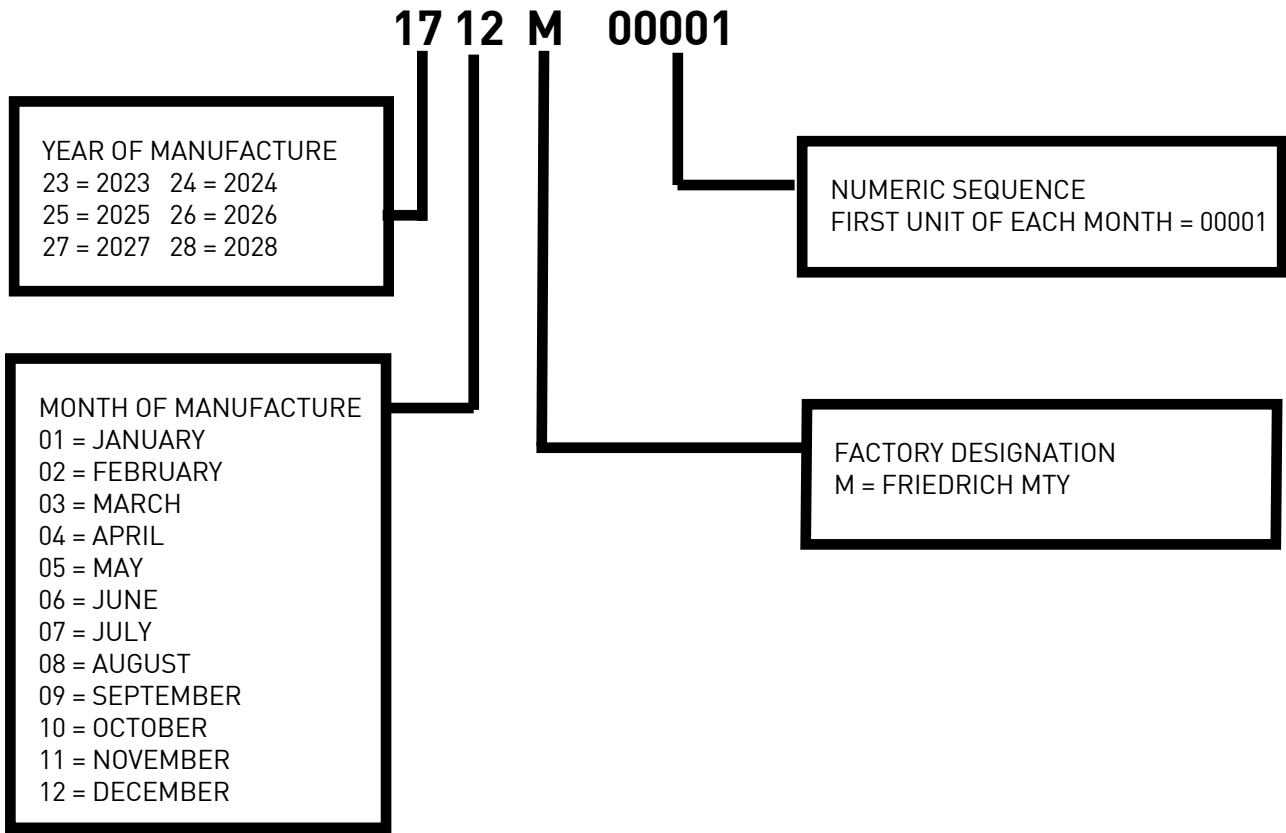 17 12 M 00001
YEAR OF MANUFACTURE
23 = 2023 24 = 2024
25 = 2025 26 = 2026
27 = 2027 28 = 2028
NUMERIC SEQUENCE
FIRST UNIT OF EACH MONTH = 00001
MONTH OF MANUFACTURE
01 = JANUARY
02 = FEBRUARY
03 = MARCH
04 = APRIL
05 = MAY
06 = JUNE
07 = JULY
08 = AUGUST
09 = SEPTEMBER
10 = OCTOBER
11 = NOVEMBER
12 = DECEMBER
FACTORY DESIGNATION
M = FRIEDRICH MTY